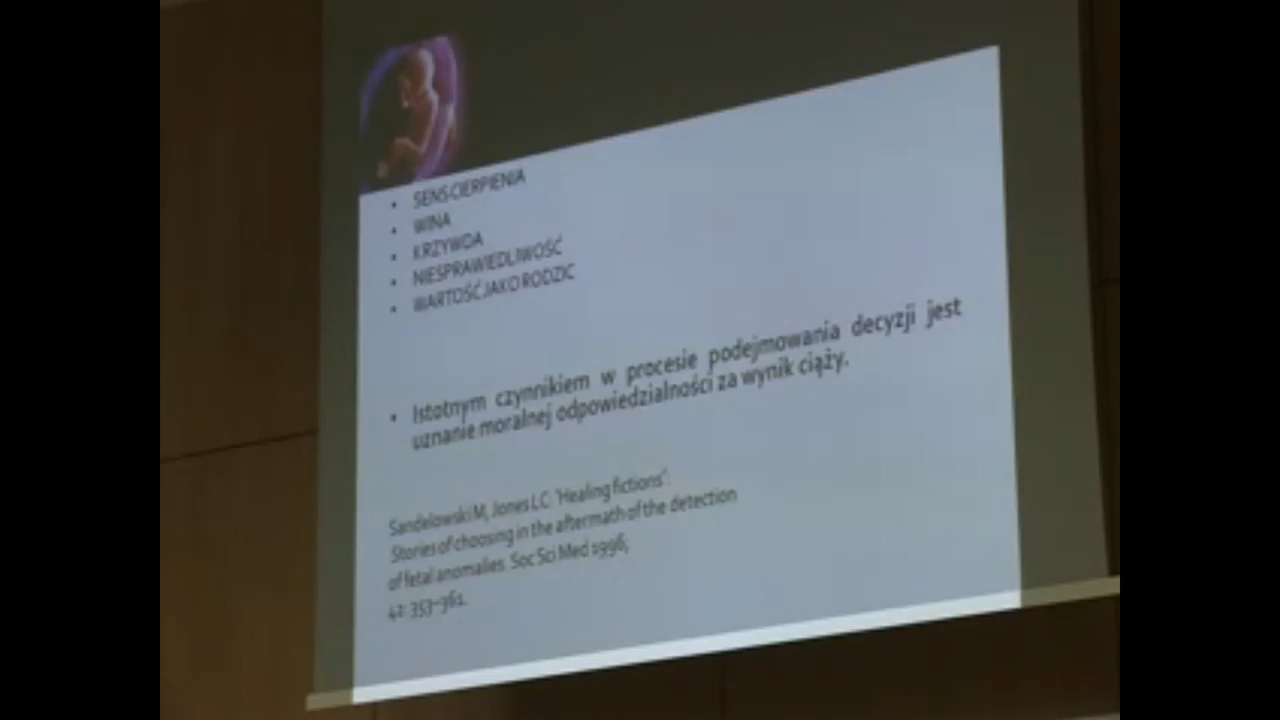 • SENS CIERPIENIA
• WINA
• KRZYWDA
• NIESPRAWIEDLIWOŚĆ
• WARTOŚĆ JAKO RODZIC
• Istotnym czynnikiem w procesie podejmowania decyzji jest
uznanie moralnej odpowiedzialności za wynik ciąży.
Sandelowski M, Jones LC: "Healing fictions":
Stories of choosing in the aftermath of the detection
of fetal anomalies. Soc Sci Med 1996;
42: 353–361.